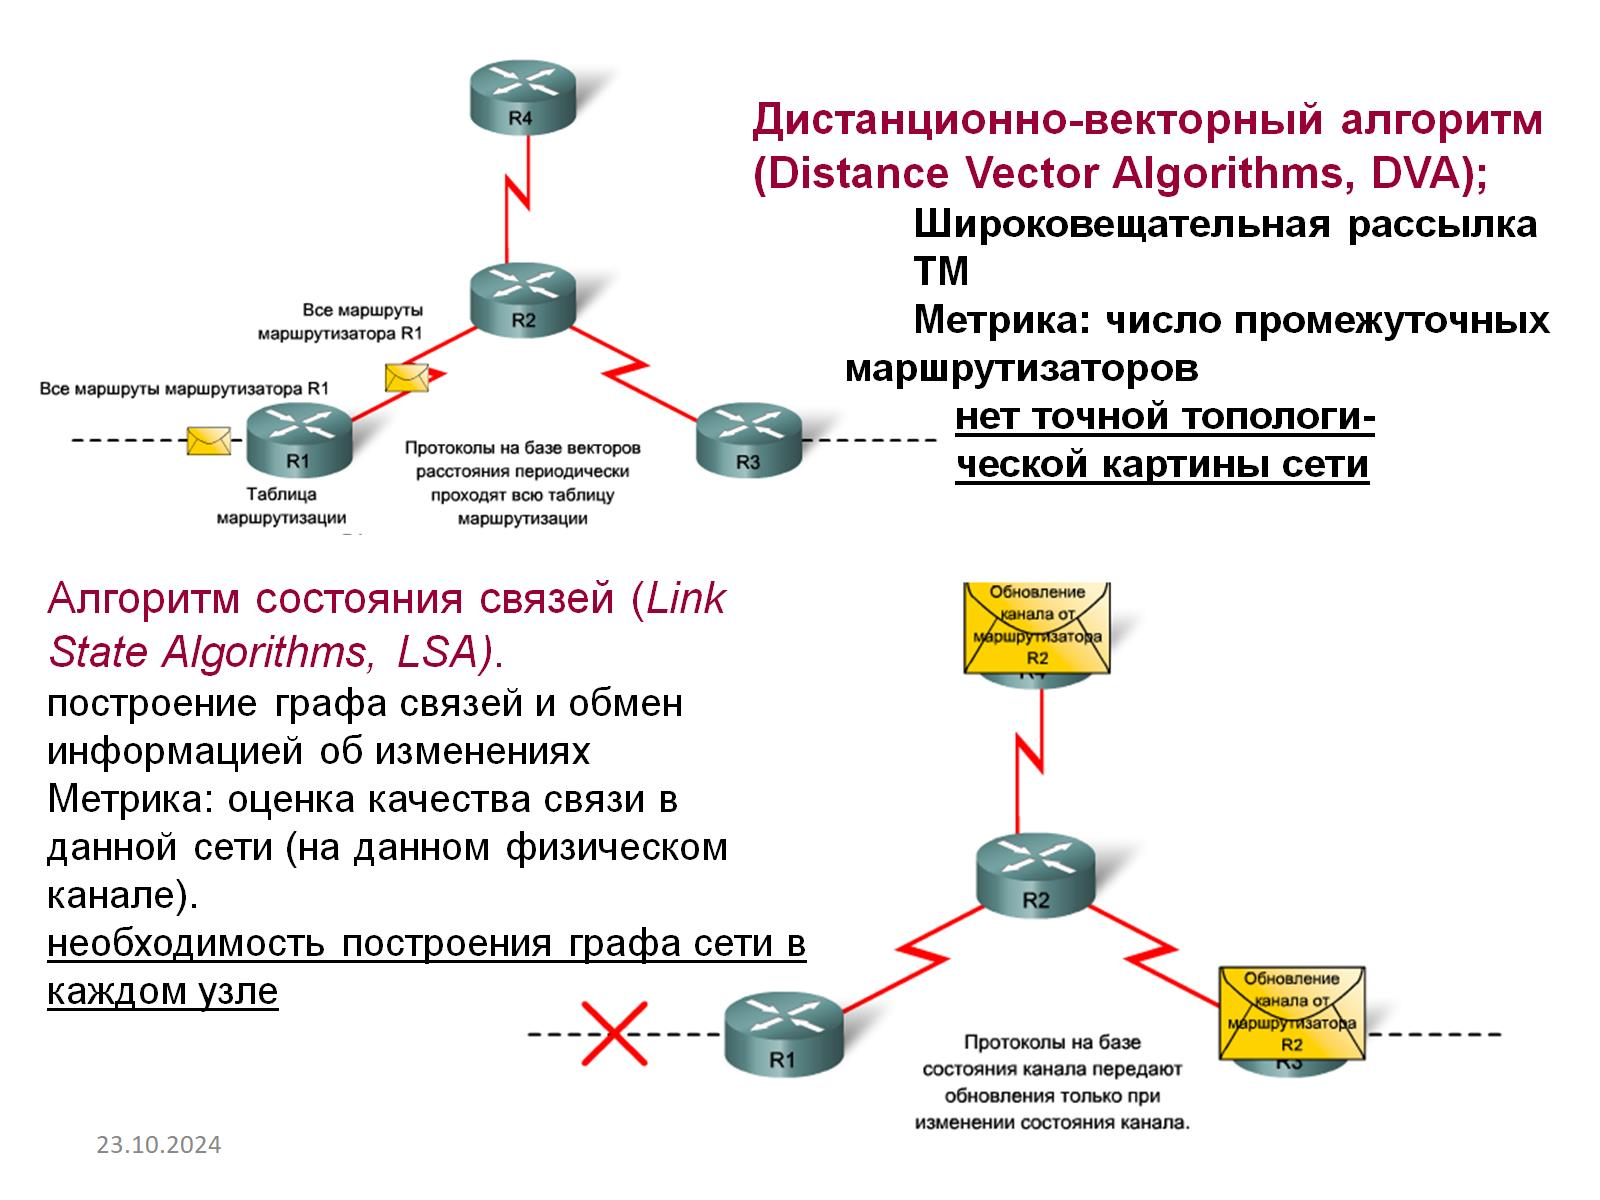 R4
Дистанционно-векторный алгоритм
(Distance Vector Algorithms, DVA);
Широковещательная рассылка
ТМ
Метрика: число промежуточных
маршрутизаторов
нет точной топологи-
ческой картины сети
Все маршруты
маршрутизатора R1
R2
Все маршруты маршрутизатора R1
R1
R3
Таблица
маршрутизации
Протоколы на базе векторов
расстояния периодически
проходят всю таблицу
маршрутизации
Алгоритм состояния связей (Link
State Algorithms, LSA).
построение графа связей и обмен
информацией об изменениях
Метрика: оценка качества связи в
данной сети (на данном физическом
канале).
необходимость построения графа сети в
каждом узле
Обновление
канала от
маршрутизатора
R2
R4
R2
R1
Обновление
канала от
маршрутизатора
R2
R3
Протоколы на базе
состояния канала передают
обновления только при
изменении состояния канала.
23.10.2024